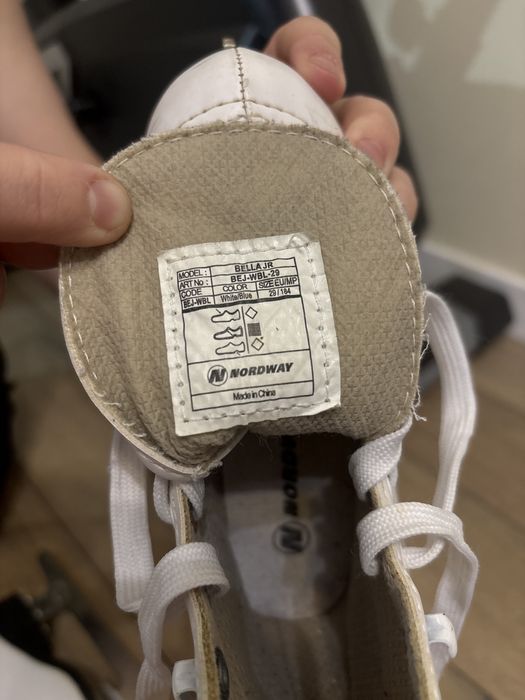 MODEL : BELLA JR
ART No : BEJ-WBL-29
CODE COLOR SIZE EU/MP
BEJ-WBL White/Blue 29 / 184
N NORDWAY
Made in China
NORDW